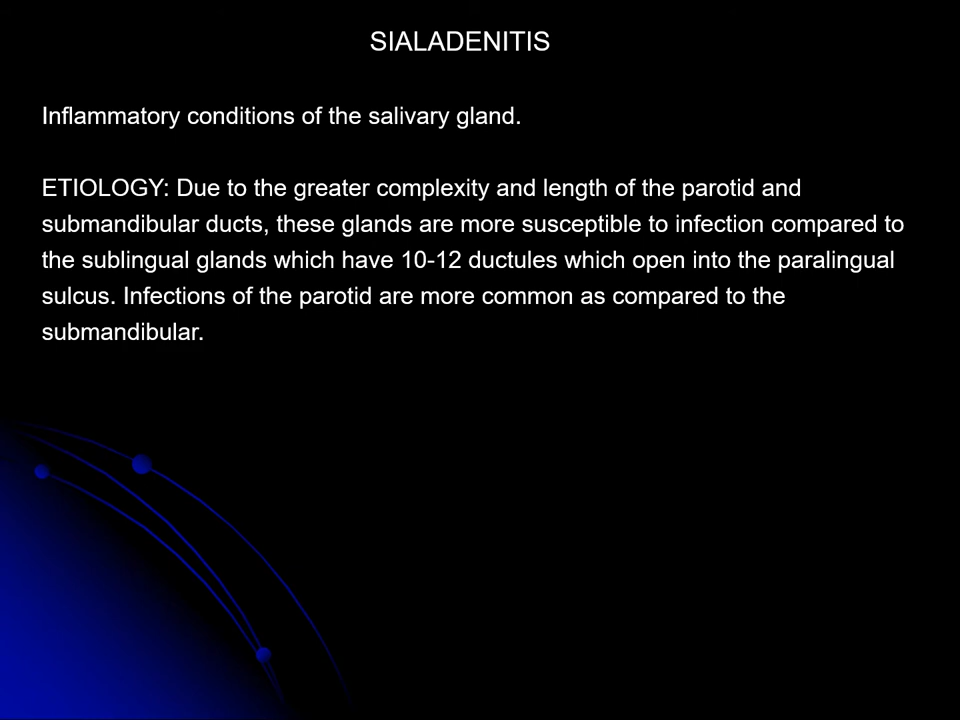 SIALADENITIS
Inflammatory conditions of the salivary gland.
ETIOLOGY: Due to the greater complexity and length of the parotid and
submandibular ducts, these glands are more susceptible to infection compared to
the sublingual glands which have 10-12 ductules which open into the paralingual
sulcus. Infections of the parotid are more common as compared to the
submandibular.